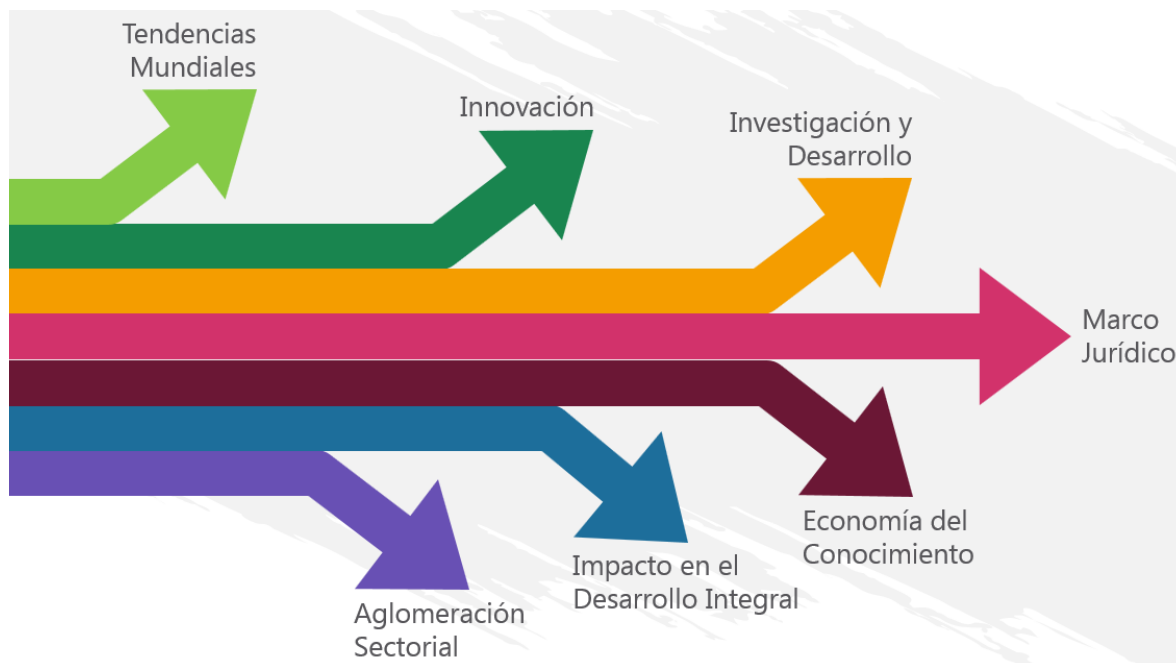 Tendencias
Mundiales
Innovación
Investigación y
Desarrollo
Marco
Jurídico
Economía del
Conocimiento
Impacto en el
Desarrollo Integral
Aglomeración
Sectorial